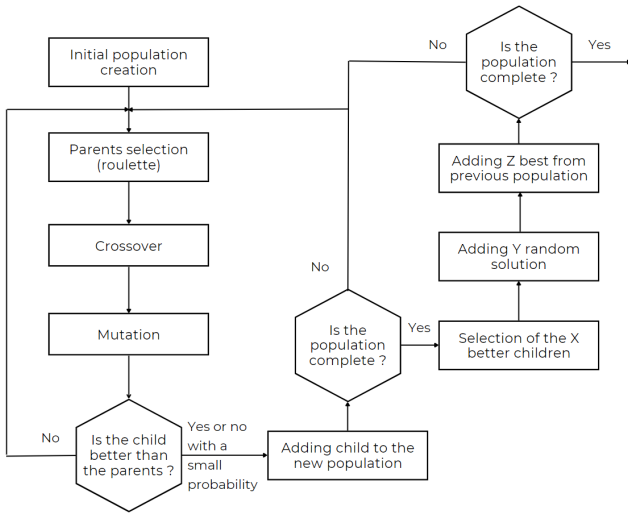 Initial population
creation
Parents selection
(roulette)
Crossover
Mutation
Is the child
better than
the parents ?
No
Yes or no
with a
small
probability
Adding child to the
new population
Is the
population
complete ?
No
Yes
Selection of the X
better children
Adding Y random
solution
Adding Z best from
previous population
Is the
population
complete ?
No
Yes